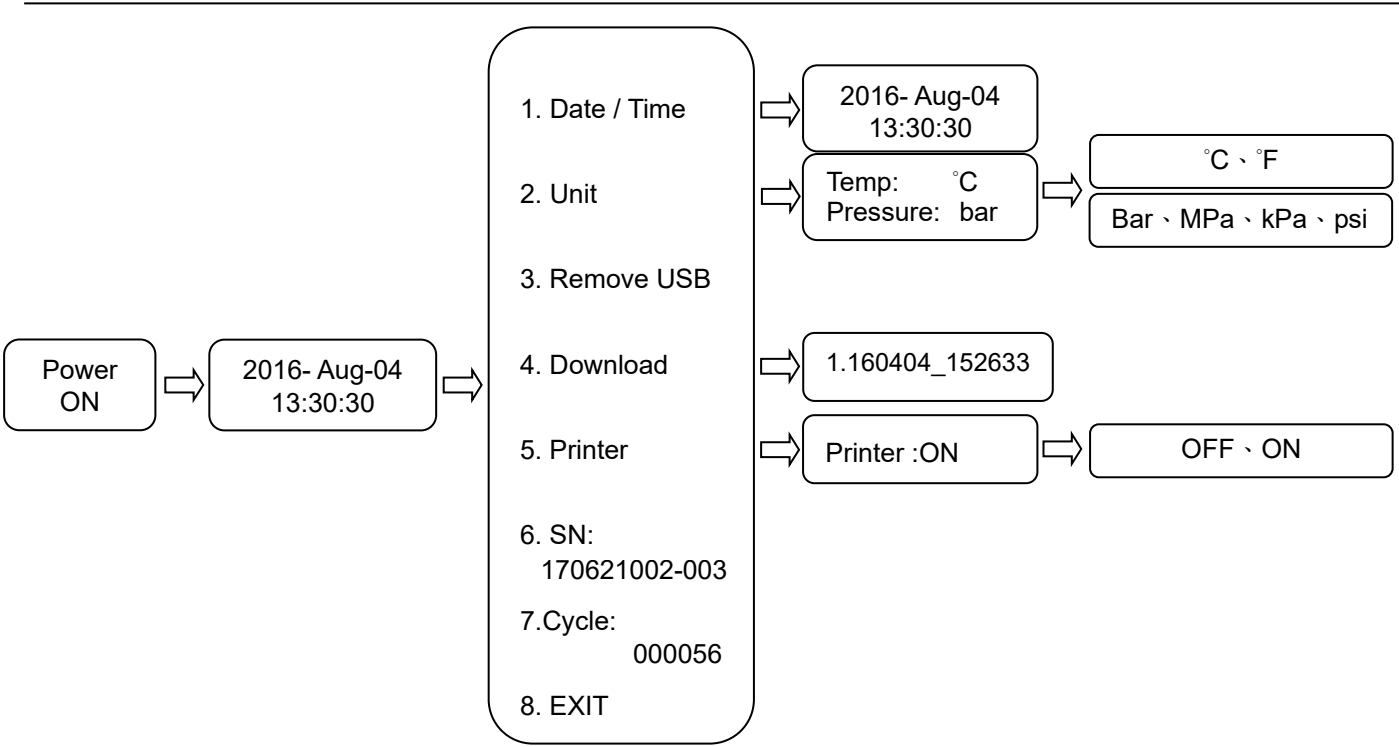 Power
ON
2016- Aug-04
13:30:30
1. Date / Time
2016- Aug-04
13:30:30
2. Unit
Temp: °C
Pressure: bar
°C、°F
Bar、MPa、kPa、psi
3. Remove USB
4. Download
1.160404_152633
5. Printer
Printer :ON
OFF、ON
6. SN:
170621002-003
7.Cycle:
000056
8. EXIT